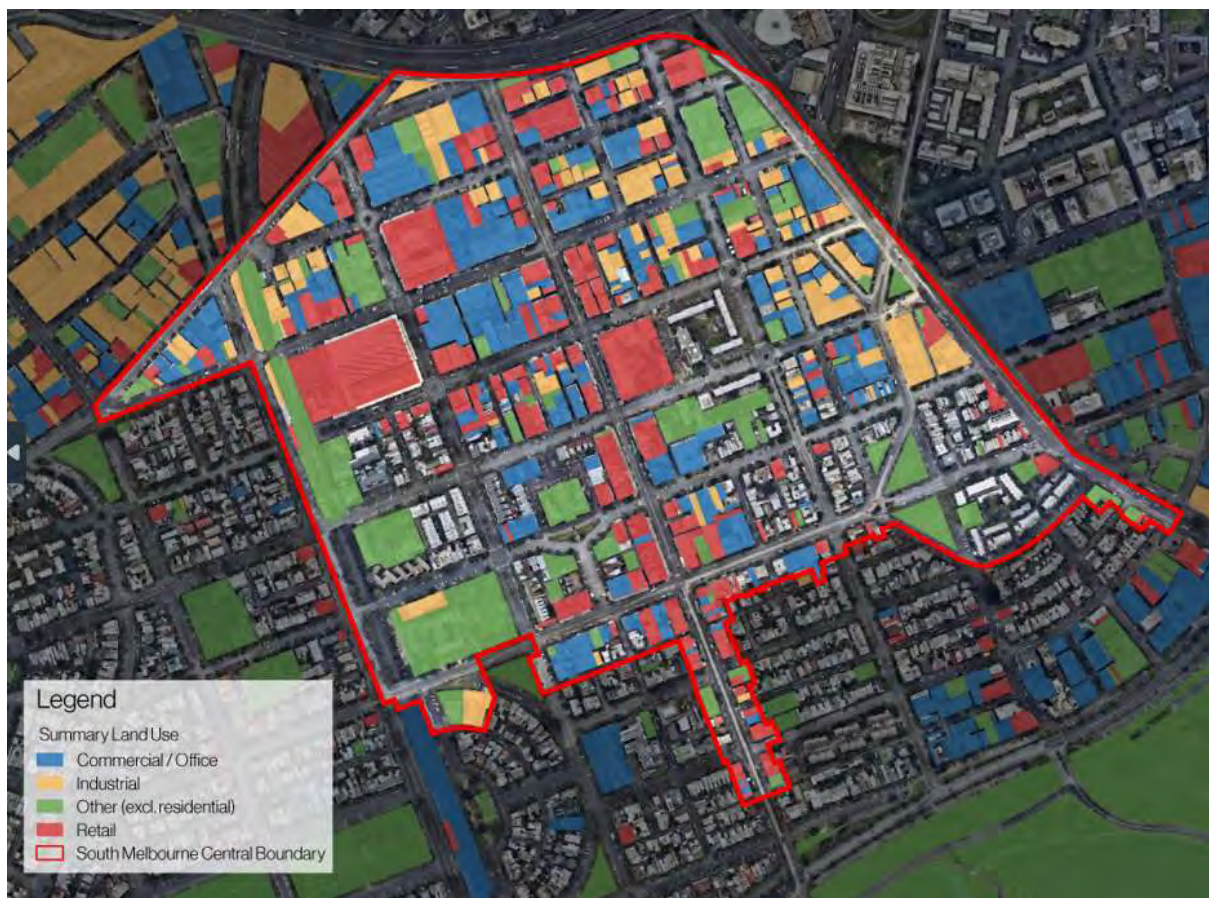 Legend
Summary Land Use
Commercial / Office
Industrial
Other (excl. residential)
Retail
South Melbourne Central Boundary